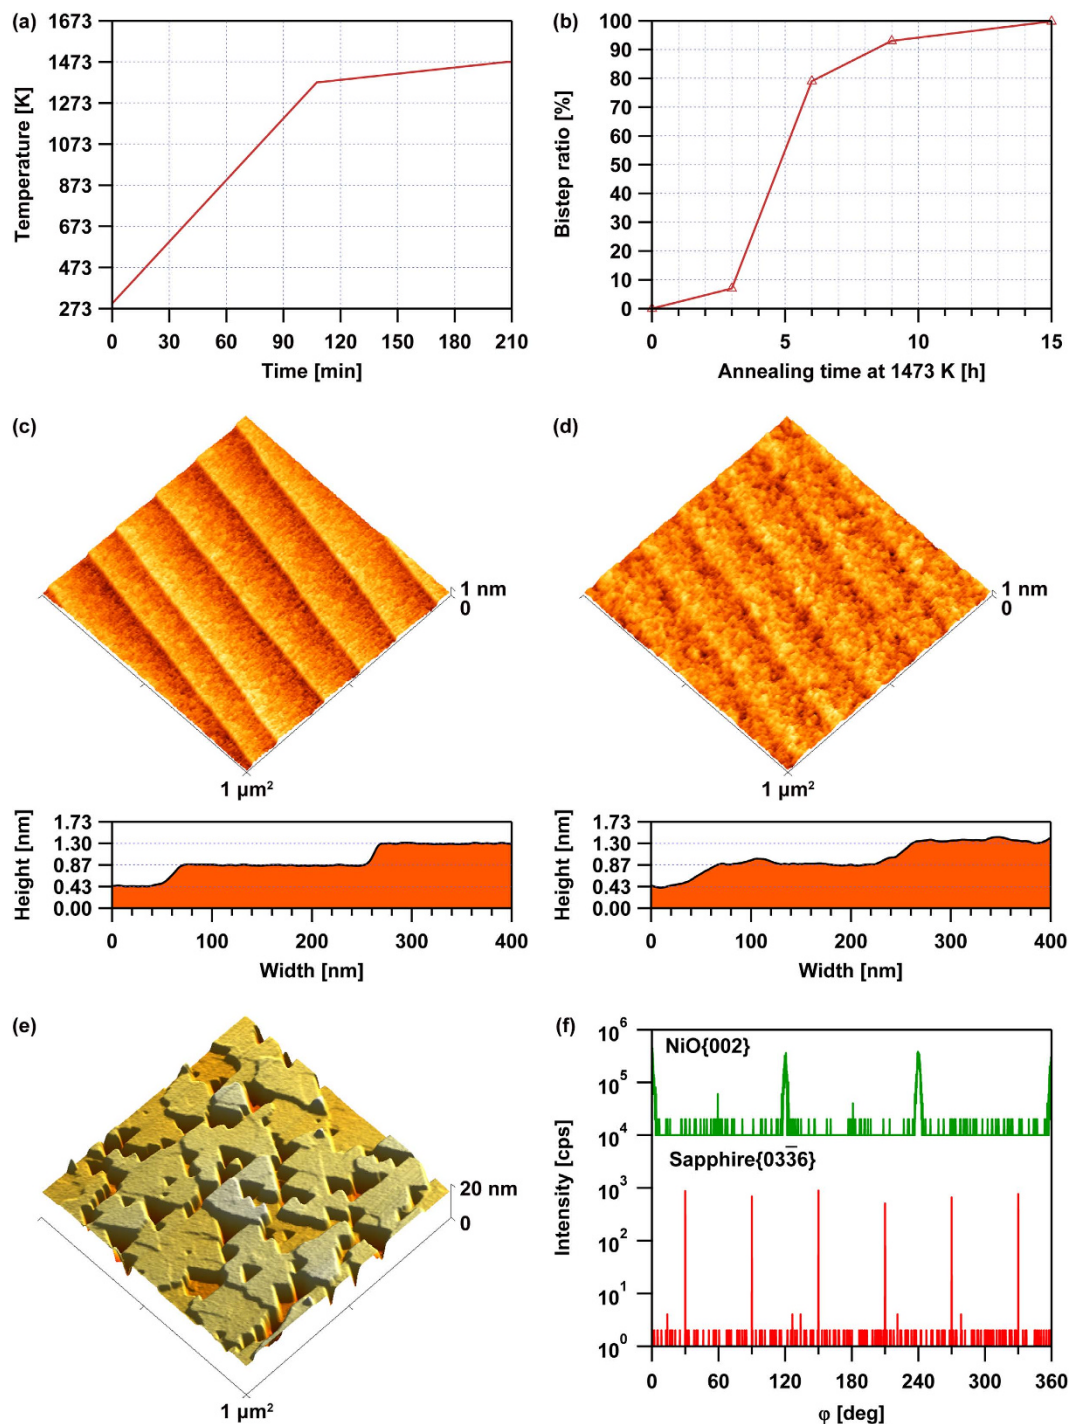 (a)
1673
1473
1273
1073
873
673
473
273
Temperature [K]
0 30 60 90 120 150 180 210
Time [min]
(b)
100
90
80
70
60
50
40
30
20
10
0
Bistep ratio [%]
0 5 10 15
Annealing time at 1473 K [h]
(c)
1 nm
0
1 µm²
1.73
1.30
0.87
0.43
0.00
Height [nm]
0 100 200 300 400
Width [nm]
(d)
1 nm
0
1 µm²
1.73
1.30
0.87
0.43
0.00
Height [nm]
0 100 200 300 400
Width [nm]
(e)
20 nm
0
1 µm²
(f)
NiO{002}
Sapphire{033̅6}
10⁶
10⁵
10⁴
10³
10²
10¹
10⁰
Intensity [cps]
0 60 120 180 240 300 360
φ [deg]